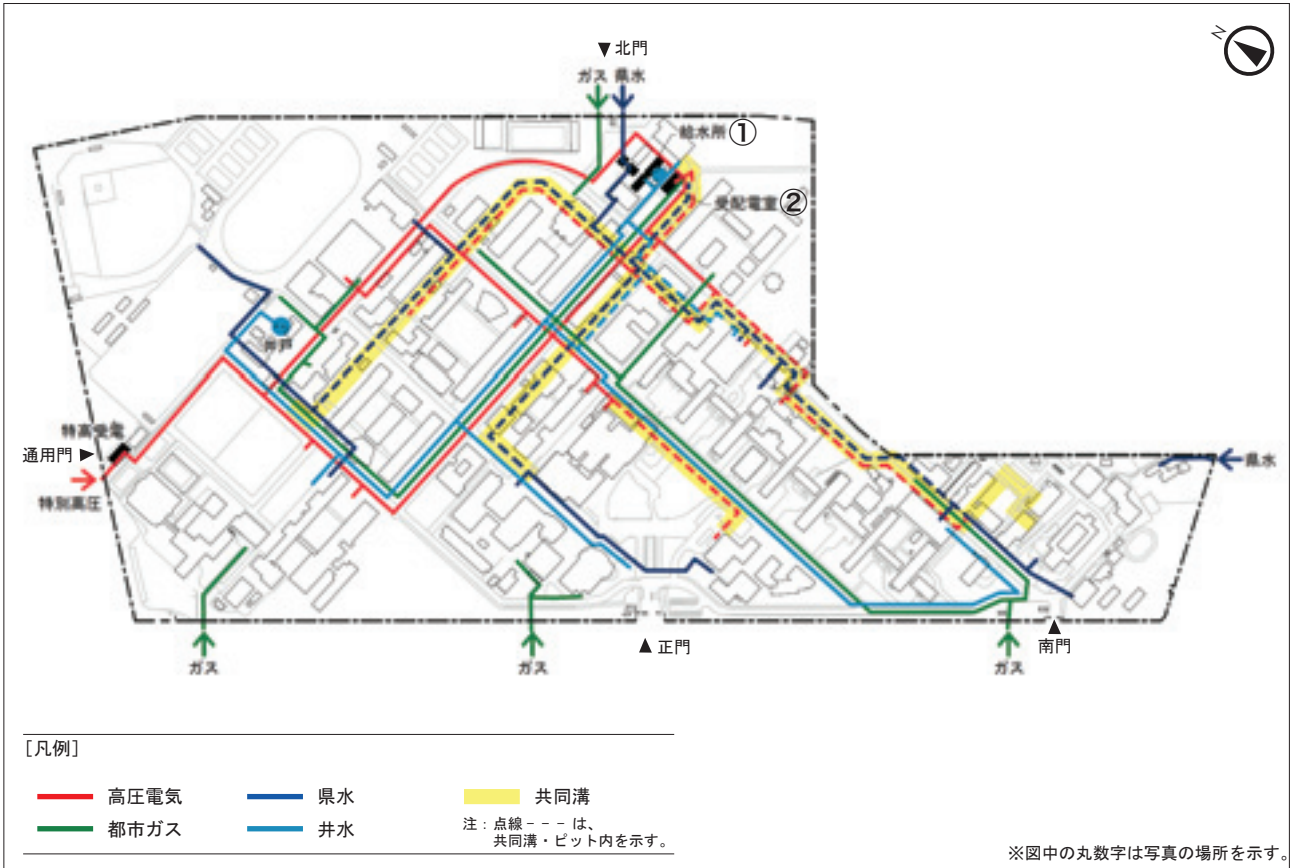 ▼北門
N
ガス 県水
給水所①
受配電室②
井戸
特高受電
通用門▶
特別高圧
県水
ガス
ガス
▲正門
ガス
▲
南門
[凡例]
高圧電気
県水
共同溝
都市ガス
井水
注：点線－－－は、
共同溝・ピット内を示す。
※図中の丸数字は写真の場所を示す。